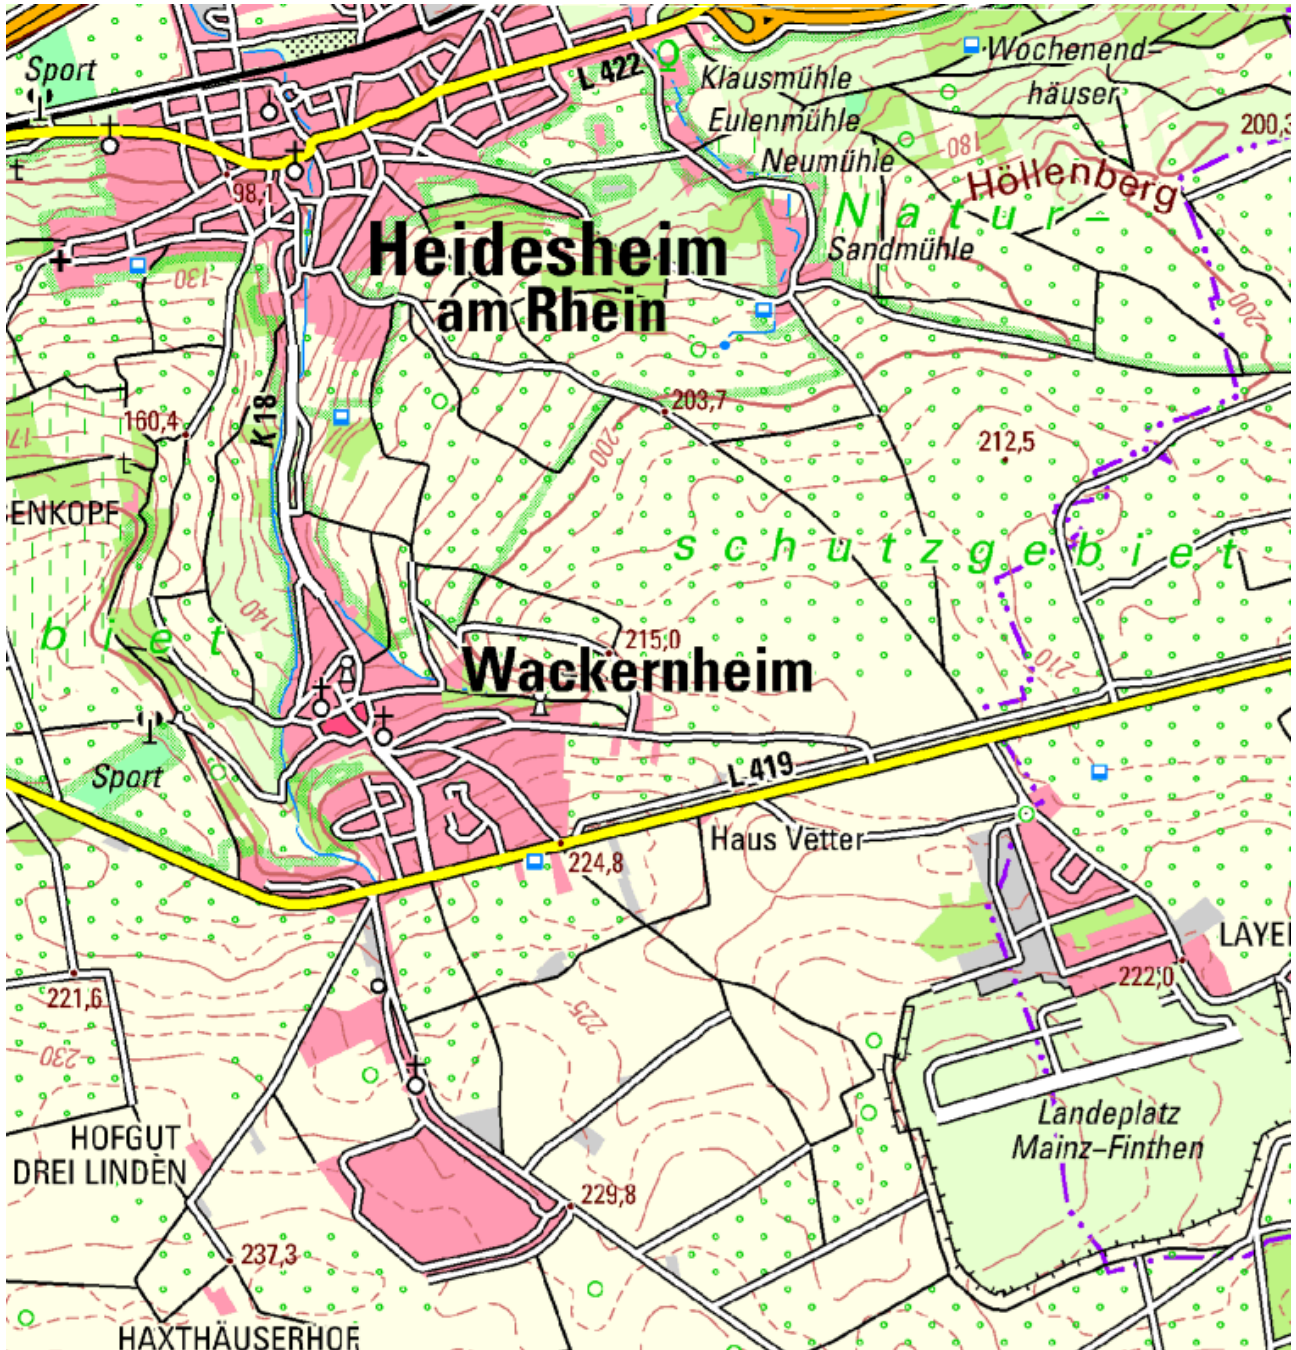 Sport
L 422
Klausmühle
Eulenmühle
Neumühle
Sandmühle
Wochenend-
häuser
180
200,3
Höllenberg
98,1
Natur-
130
Heidesheim
am Rhein
200
160,4
K 18
203,7
200
212,5
170
ENKOPF
schutzgebiet
140
biet
215,0
210
Wackernheim
Sport
L 419
Haus Vetter
224,8
LAYE
221,6
222,0
225
230
Landeplatz
Mainz-Finthen
HOFGUT
DREI LINDEN
229,8
237,3
HAXTHÄUSERHOF